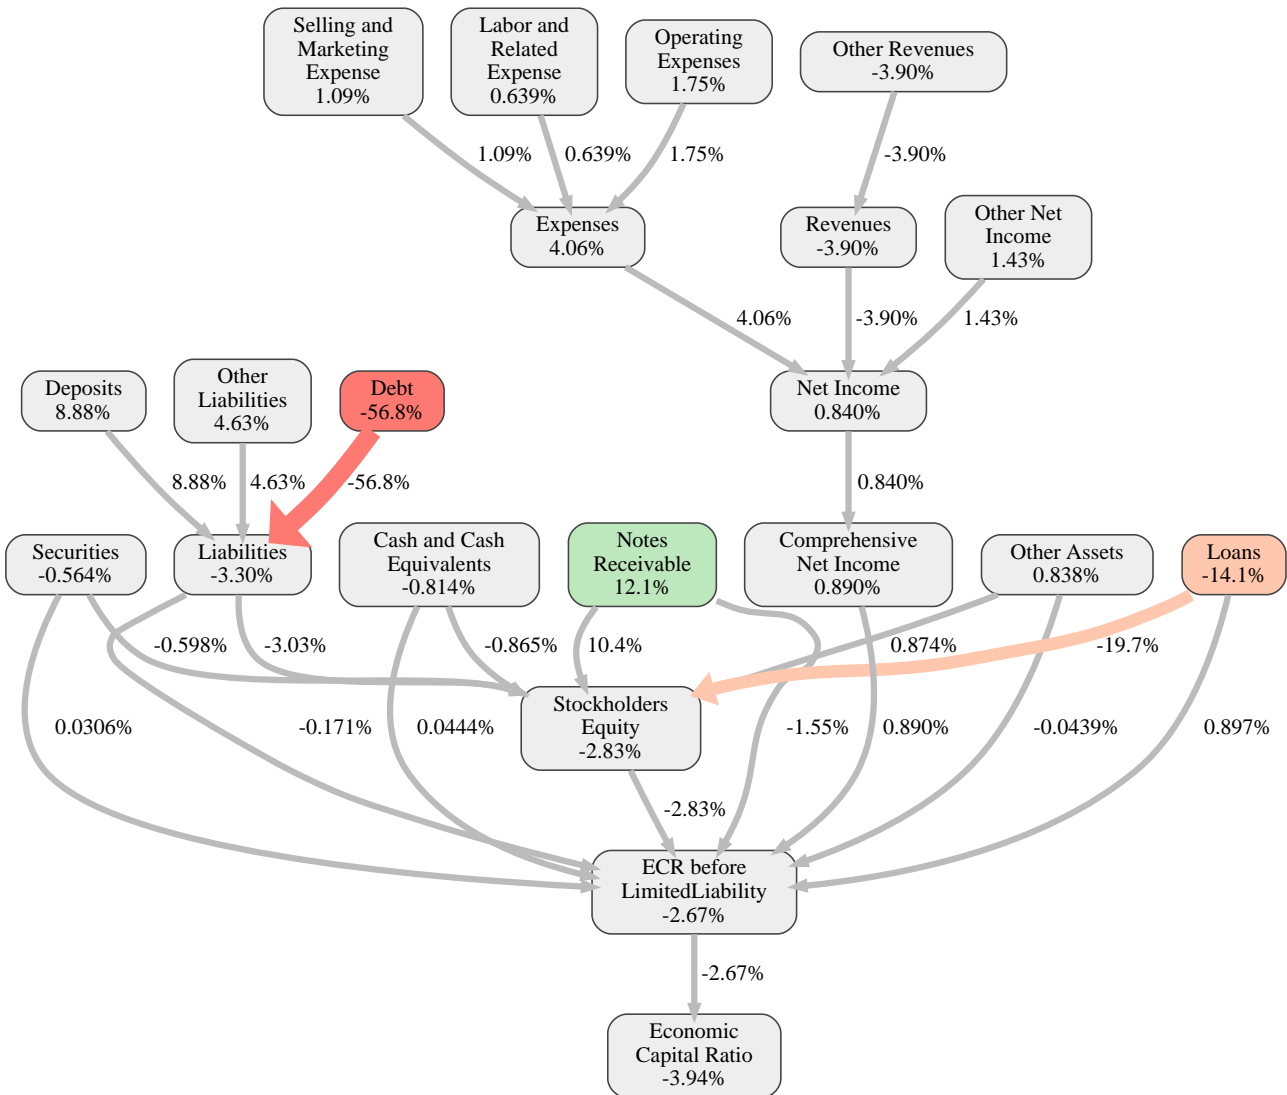 Selling and
Marketing
Expense
1.09%
Labor and
Related
Expense
0.639%
Operating
Expenses
1.75%
Other Revenues
-3.90%
1.09%
0.639%
1.75%
-3.90%
Expenses
4.06%
Revenues
-3.90%
Other Net
Income
1.43%
4.06%
-3.90%
1.43%
Deposits
8.88%
Other
Liabilities
4.63%
Debt
-56.8%
Net Income
0.840%
8.88%
4.63%
-56.8%
0.840%
Securities
-0.564%
Liabilities
-3.30%
Cash and Cash
Equivalents
-0.814%
Notes
Receivable
12.1%
Comprehensive
Net Income
0.890%
Other Assets
0.838%
Loans
-14.1%
-0.598%
-3.03%
-0.865%
10.4%
0.874%
-19.7%
Stockholders
Equity
-2.83%
0.0306%
-0.171%
0.0444%
-1.55%
0.890%
-0.0439%
0.897%
-2.83%
ECR before
LimitedLiability
-2.67%
-2.67%
Economic
Capital Ratio
-3.94%